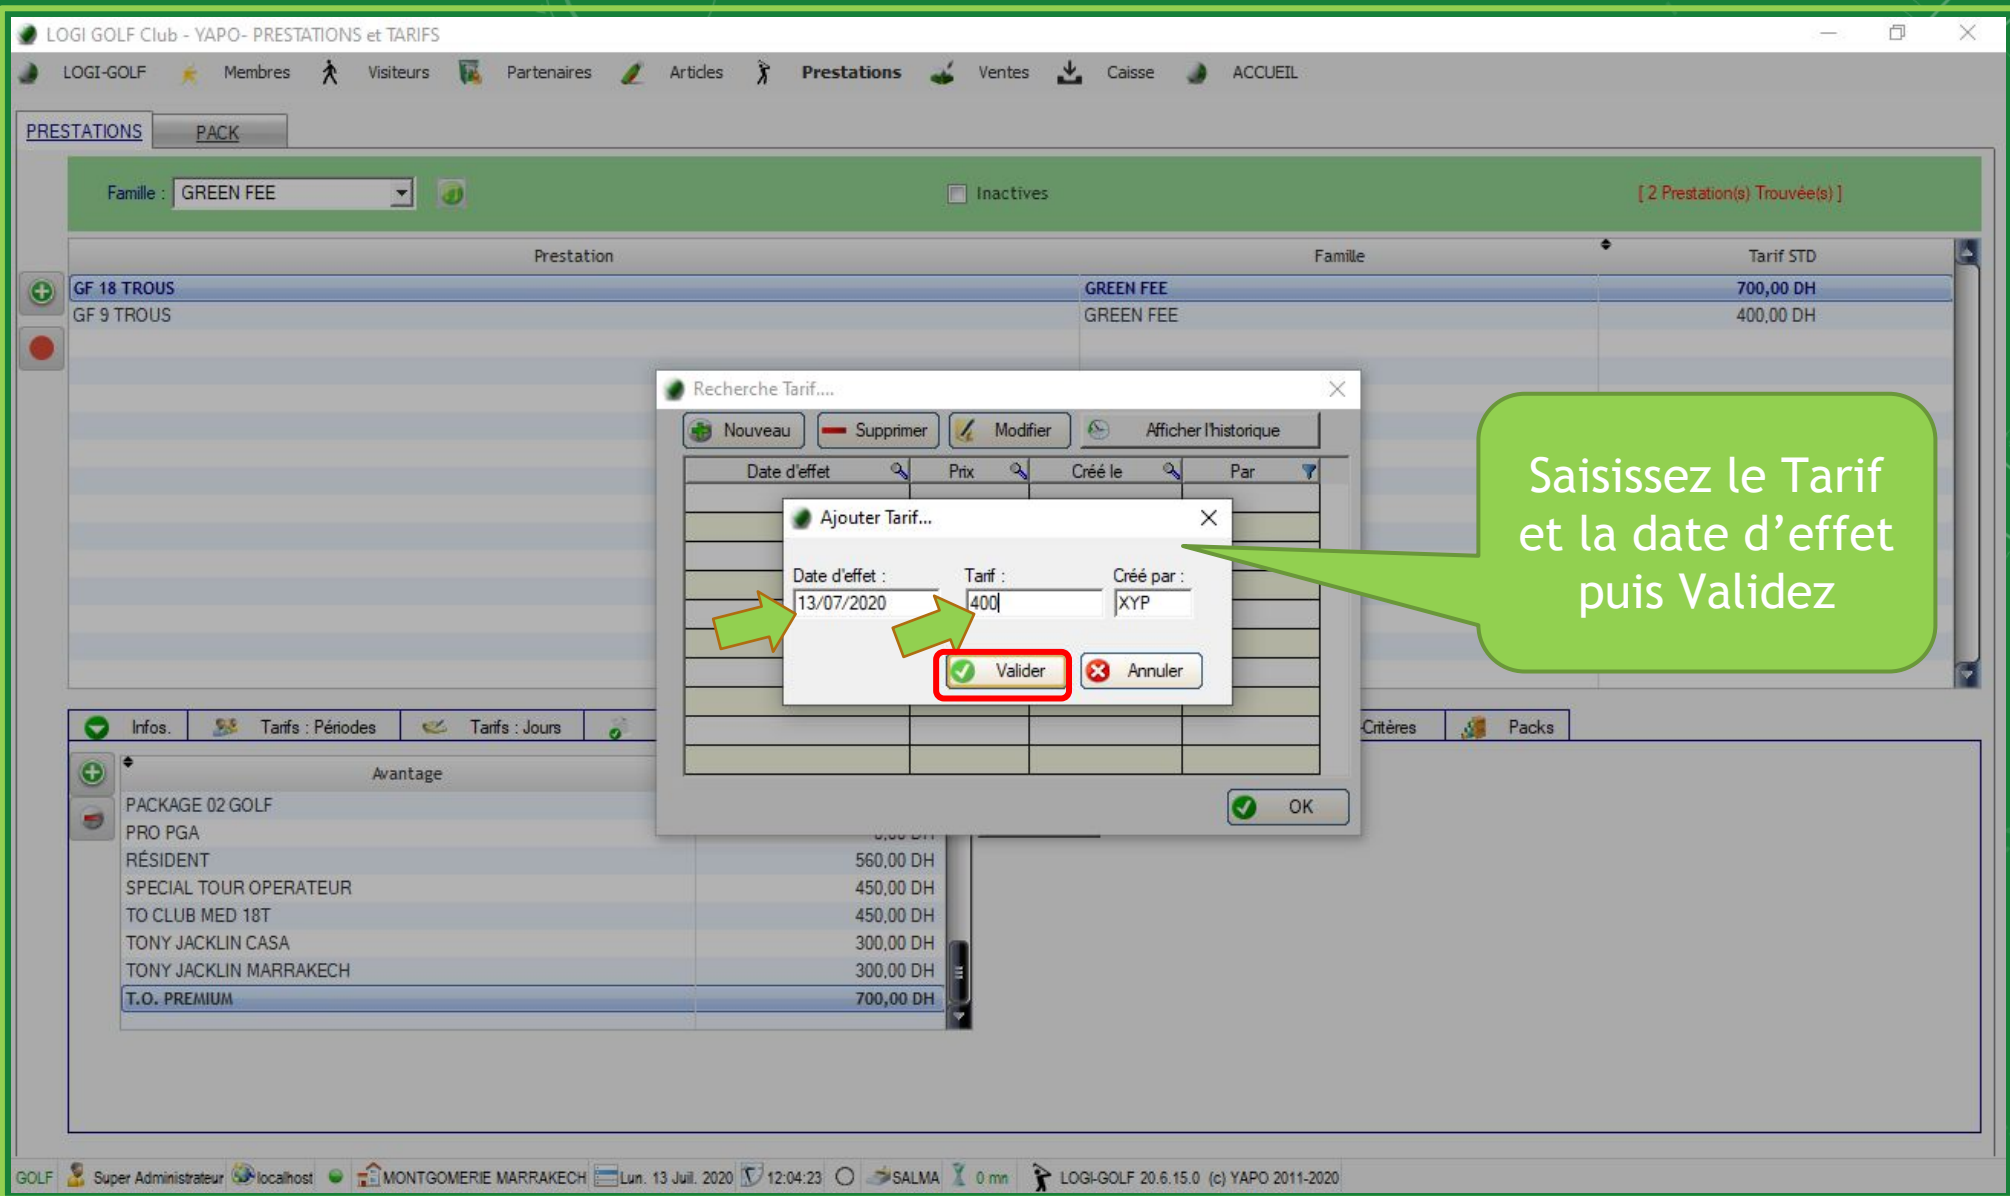 LOGI GOLF Club - YAPO- PRESTATIONS et TARIFS
LOGI-GOLF Membres Visiteurs Partenaires Articles Prestations Ventes Caisse ACCUEIL
PRESTATIONS PACK
Famille : GREEN FEE Inactives [ 2 Prestation(s) Trouvée(s) ]
Prestation Famille Tarif STD
GF 18 TROUS GREEN FEE 700,00 DH
GF 9 TROUS GREEN FEE 400,00 DH
Recherche Tarif....
Nouveau Supprimer Modifier Afficher l'historique
Date d'effet Prix Créé le Par
Ajouter Tarif...
Date d'effet : Tarif : Créé par :
13/07/2020 400 XYP
Valider Annuler
OK
Saisissez le Tarif
et la date d'effet
puis Validez
Infos. Tarifs : Périodes Tarifs : Jours -Critères Packs
Avantage
PACKAGE 02 GOLF
PRO PGA
RÉSIDENT 560,00 DH
SPECIAL TOUR OPERATEUR 450,00 DH
TO CLUB MED 18T 450,00 DH
TONY JACKLIN CASA 300,00 DH
TONY JACKLIN MARRAKECH 300,00 DH
T.O. PREMIUM 700,00 DH
GOLF Super Administrateur localhost MONTGOMERIE MARRAKECH Lun. 13 Juil. 2020 12:04:23 SALMA 0 mn LOGI-GOLF 20.6.15.0 (c) YAPO 2011-2020